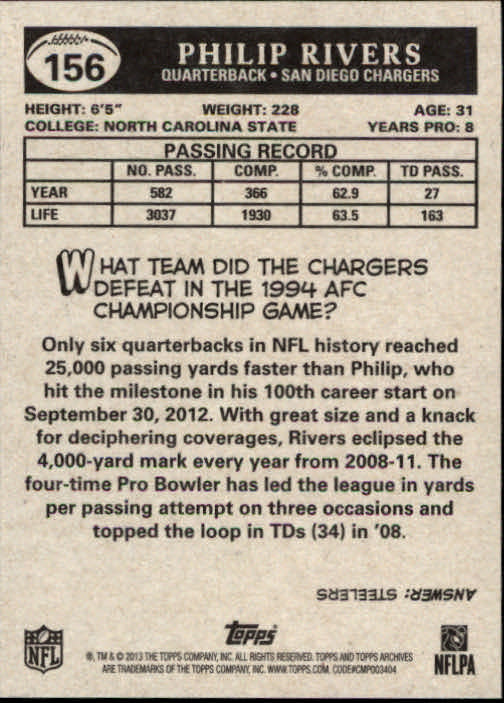 156
PHILIP RIVERS
QUARTERBACK • SAN DIEGO CHARGERS
HEIGHT: 6'5" WEIGHT: 228 AGE: 31
COLLEGE: NORTH CAROLINA STATE YEARS PRO: 8
PASSING RECORD
NO. PASS. COMP. % COMP. TD PASS.
YEAR 582 366 62.9 27
LIFE 3037 1930 63.5 163
WHAT TEAM DID THE CHARGERS
DEFEAT IN THE 1994 AFC
CHAMPIONSHIP GAME?
Only six quarterbacks in NFL history reached
25,000 passing yards faster than Philip, who
hit the milestone in his 100th career start on
September 30, 2012. With great size and a knack
for deciphering coverages, Rivers eclipsed the
4,000-yard mark every year from 2008-11. The
four-time Pro Bowler has led the league in yards
per passing attempt on three occasions and
topped the loop in TDs (34) in '08.
ANSWER: STEELERS
NFL
Topps
®, TM & © 2013 THE TOPPS COMPANY, INC. ALL RIGHTS RESERVED. TOPPS AND TOPPS ARCHIVES
ARE TRADEMARKS OF THE TOPPS COMPANY, INC. WWW.TOPPS.COM. CODE#CMP003404
NFLPA